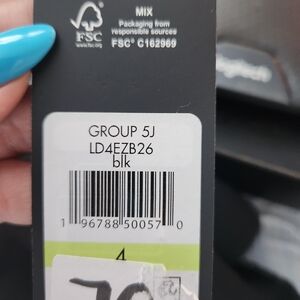 MIX
Packaging from
responsible sources
FSC
www.fsc.org
FSC® C162969
GROUP 5J
LD4EZB26
blk
1 96788 50057 0
4